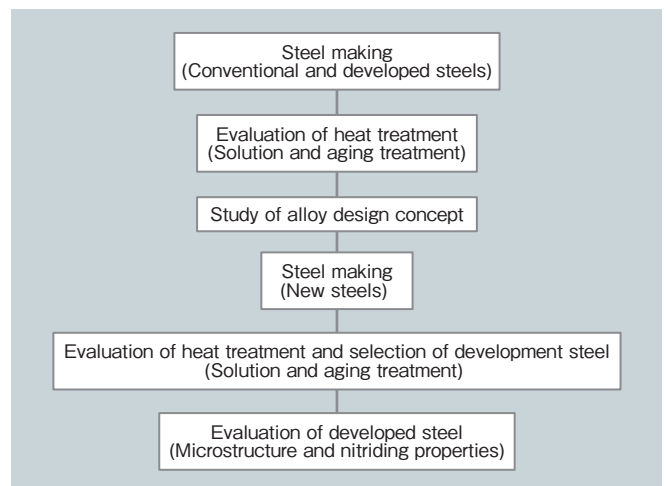 Steel making
(Conventional and developed steels)
Evaluation of heat treatment
(Solution and aging treatment)
Study of alloy design concept
Steel making
(New steels)
Evaluation of heat treatment and selection of development steel
(Solution and aging treatment)
Evaluation of developed steel
(Microstructure and nitriding properties)